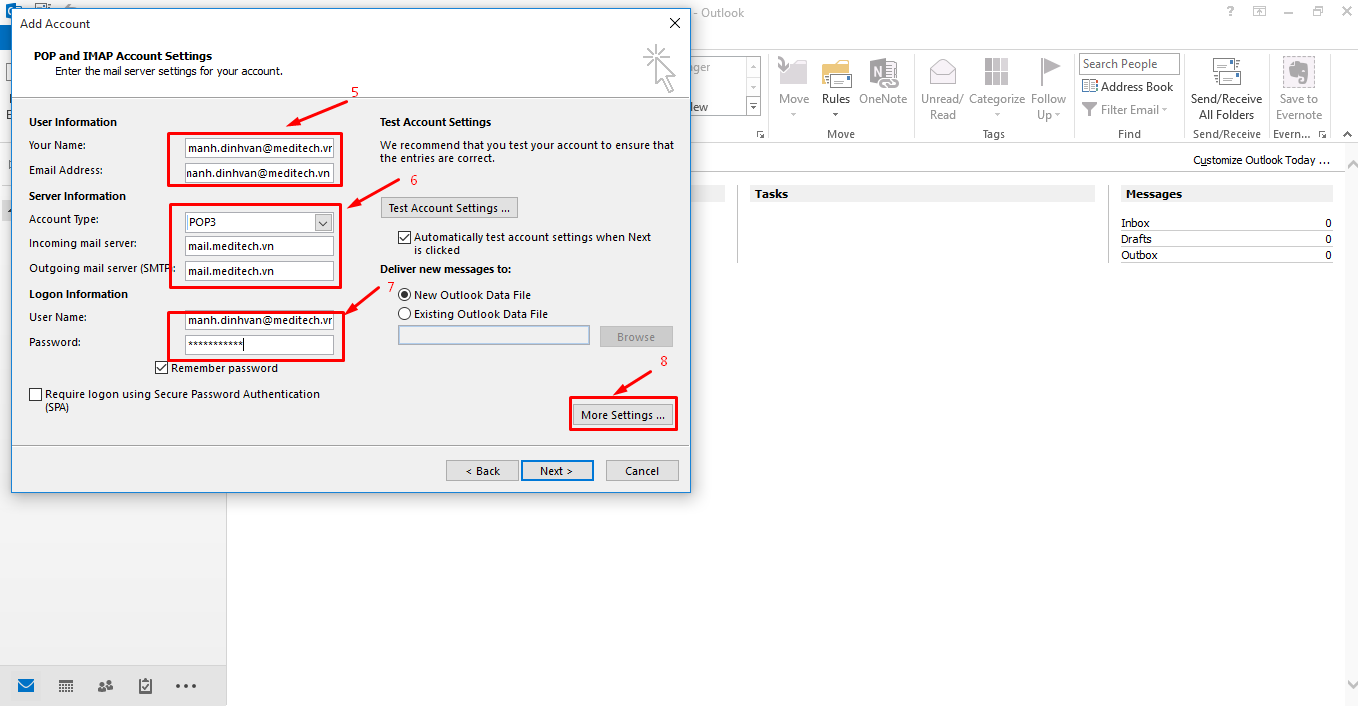 - Outlook
Add Account
POP and IMAP Account Settings
Enter the mail server settings for your account.
5
User Information
Your Name:
manh.dinhvan@meditech.vn
Email Address:
manh.dinhvan@meditech.vn
6
Server Information
Account Type:
POP3
Incoming mail server:
mail.meditech.vn
Outgoing mail server (SMTP):
mail.meditech.vn
7
Logon Information
User Name:
manh.dinhvan@meditech.vn
Password:
***********
Remember password
Require logon using Secure Password Authentication
(SPA)
Test Account Settings
We recommend that you test your account to ensure that
the entries are correct.
Test Account Settings ...
Automatically test account settings when Next
is clicked
Deliver new messages to:
New Outlook Data File
Existing Outlook Data File
Browse
8
More Settings ...
< Back
Next >
Cancel
Move
Rules
OneNote
Move
Unread/
Read
Categorize
Follow
Up
Tags
Search People
Address Book
Filter Email
Find
Send/Receive
All Folders
Send/Receive
Save to
Evernote
Evern...
Customize Outlook Today ...
Tasks
Messages
Inbox 0
Drafts 0
Outbox 0